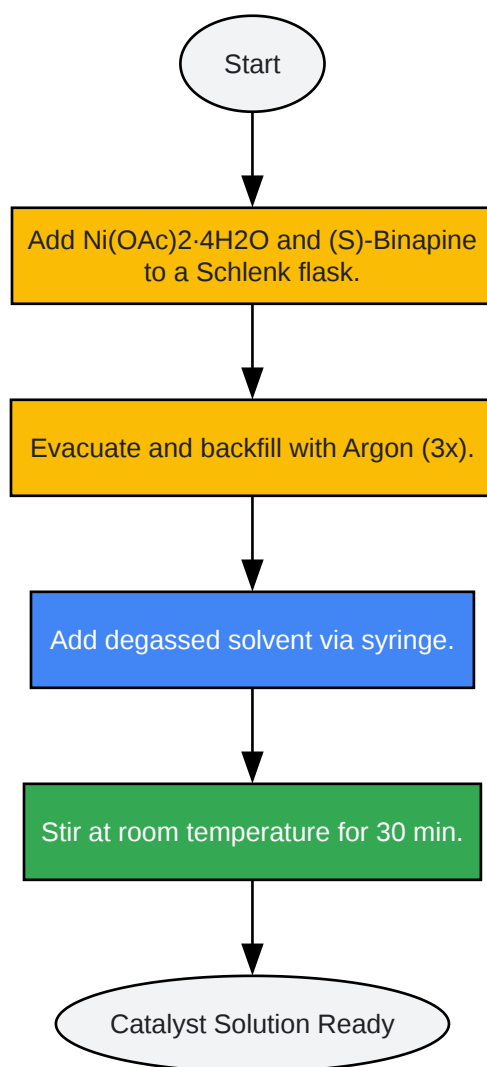 Start
Add Ni(OAc)2·4H2O and (S)-Binapine
to a Schlenk flask.
Evacuate and backfill with Argon (3x).
Add degassed solvent via syringe.
Stir at room temperature for 30 min.
Catalyst Solution Ready